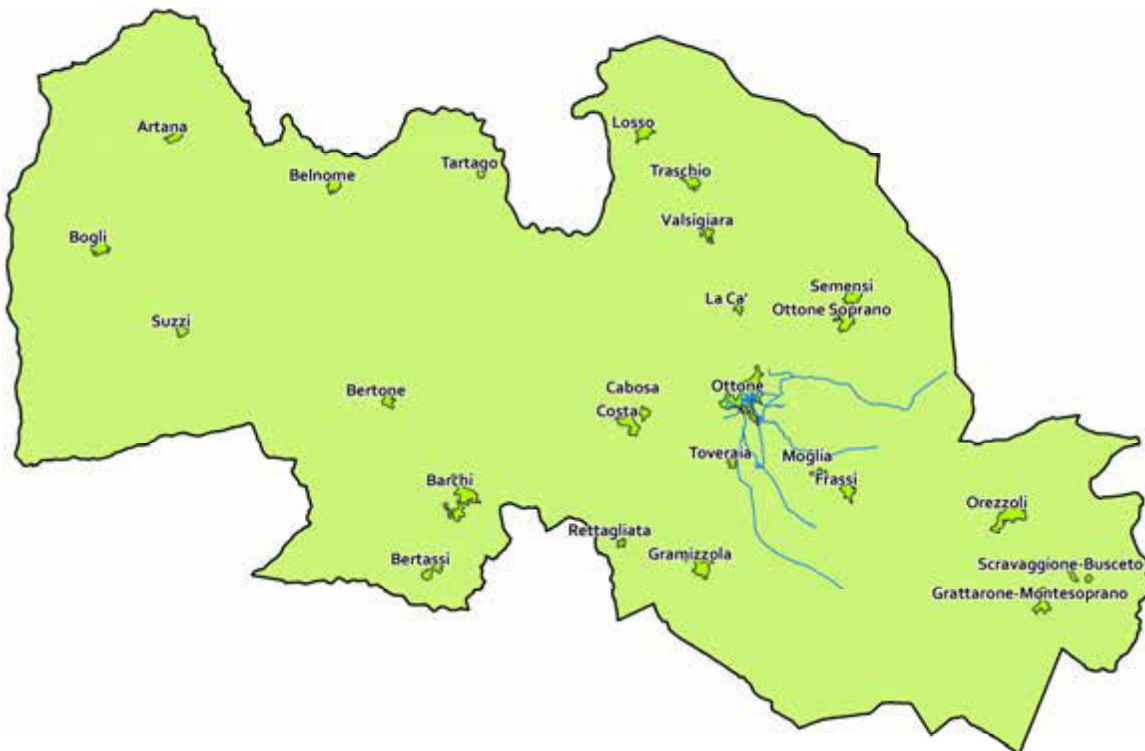 Losso
Artana
Tartago
Traschio
Belnome
Valsigiara
Bogli
Semensi
La Ca'
Ottone Soprano
Suzzi
Ottone
Cabosa
Bertone
Costa
Toveraia
Moglia
Frassi
Barchi
Orezzoli
Rettagliata
Gramizzola
Bertassi
Scravaggione-Busceto
Grattarone-Montesoprano